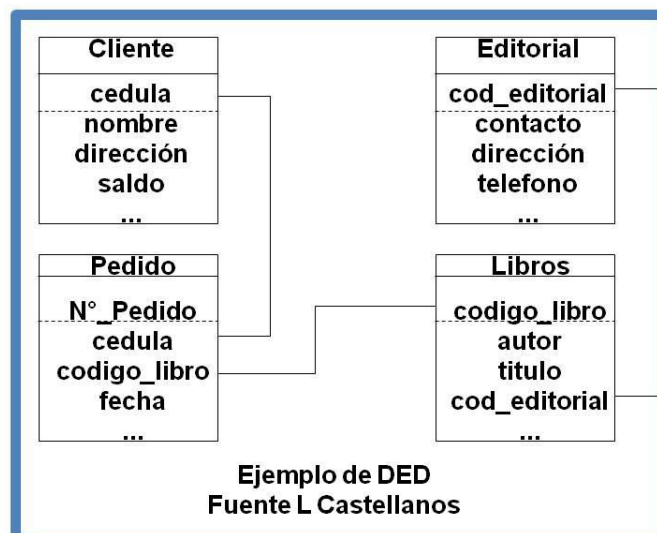 Cliente
cedula
nombre
dirección
saldo
...
Editorial
cod_editorial
contacto
dirección
telefono
...
Pedido
N°_Pedido
cedula
codigo_libro
fecha
...
Libros
codigo_libro
autor
titulo
cod_editorial
...
Ejemplo de DED
Fuente L Castellanos